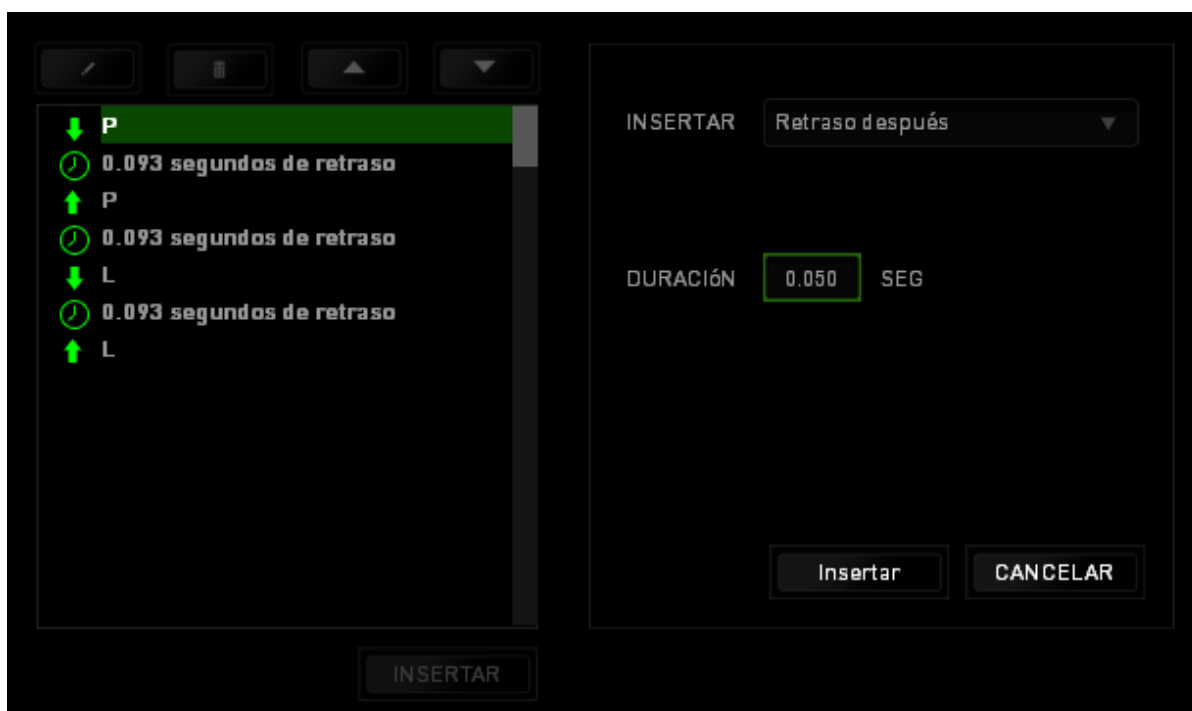 P
0.093 segundos de retraso
P
0.093 segundos de retraso
L
0.093 segundos de retraso
L
INSERTAR
INSERTAR Retraso después
DURACIóN 0.050 SEG
Insertar CANCELAR